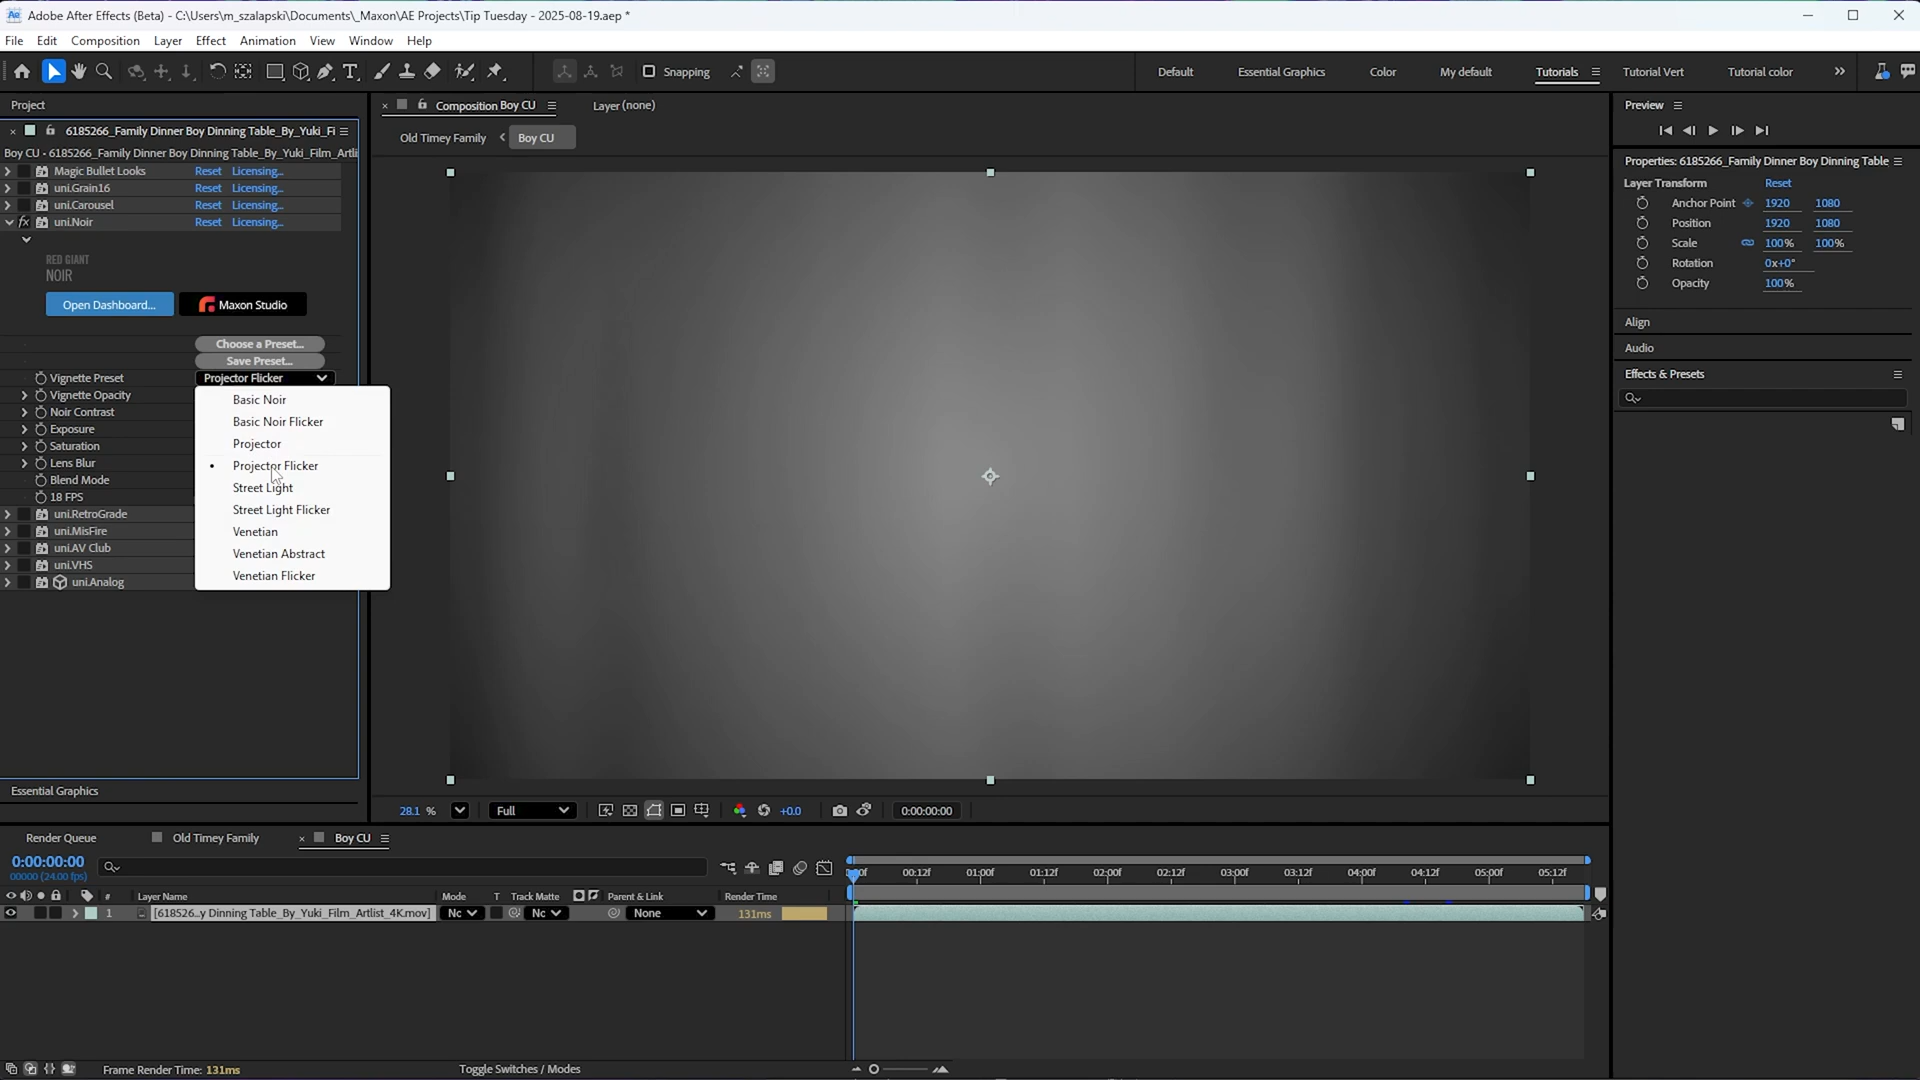 Adobe After Effects (Beta) - C:\Users\m_szalapski\Documents\_Maxon\AE Projects\Tip Tuesday - 2025-08-19.aep *
File Edit Composition Layer Effect Animation View Window Help
Snapping
Default Essential Graphics Color My default Tutorials Tutorial Vert Tutorial color
Project
6185266_Family Dinner Boy Dinning Table_By_Yuki_Fi
Boy CU - 6185266_Family Dinner Boy Dinning Table_By_Yuki_Film_Artli
Magic Bullet Looks Reset Licensing...
uni.Grain16 Reset Licensing...
uni.Carousel Reset Licensing...
fx uni.Noir Reset Licensing...
RED GIANT
NOIR
Open Dashboard... Maxon Studio
Choose a Preset...
Save Preset...
Vignette Preset Projector Flicker
Vignette Opacity
Noir Contrast
Exposure
Saturation
Lens Blur
Blend Mode
18 FPS
uni.RetroGrade
uni.MisFire
uni.AV Club
uni.VHS
uni.Analog
Basic Noir
Basic Noir Flicker
Projector
Projector Flicker
Street Light
Street Light Flicker
Venetian
Venetian Abstract
Venetian Flicker
Essential Graphics
Composition Boy CU Layer (none)
Old Timey Family Boy CU
28.1 % Full +0.0 0:00:00:00
Preview
Properties: 6185266_Family Dinner Boy Dinning Table
Layer Transform Reset
Anchor Point 1920 1080
Position 1920 1080
Scale 100% 100%
Rotation 0x+0°
Opacity 100%
Align
Audio
Effects & Presets
Render Queue Old Timey Family Boy CU
0:00:00:00
00000 (24.00 fps)
00:12f 01:00f 01:12f 02:00f 02:12f 03:00f 03:12f 04:00f 04:12f 05:00f 05:12f
# Layer Name Mode T Track Matte Parent & Link Render Time
1 [618526...y Dinning Table_By_Yuki_Film_Artlist_4K.mov] Nc Nc None 131ms
Frame Render Time: 131ms Toggle Switches / Modes